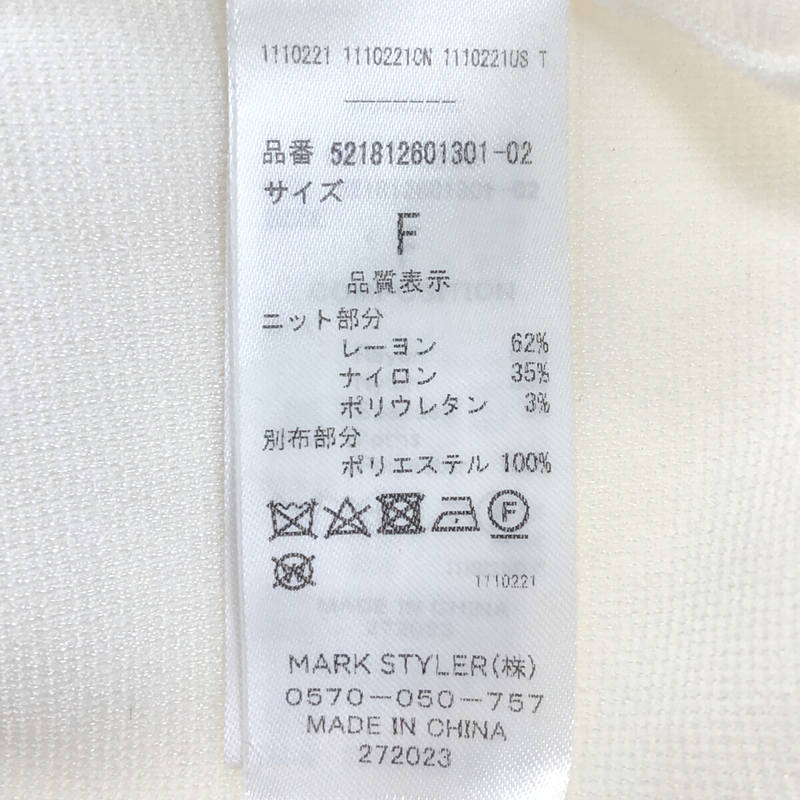 1110221 1110221CN 1110221US T
品番 521812601301-02
サイズ
F
品質表示
ニット部分
レーヨン 62%
ナイロン 35%
ポリウレタン 3%
別布部分
ポリエステル 100%
F
W
1110221
MARK STYLER(株)
0570-050-757
MADE IN CHINA
272023